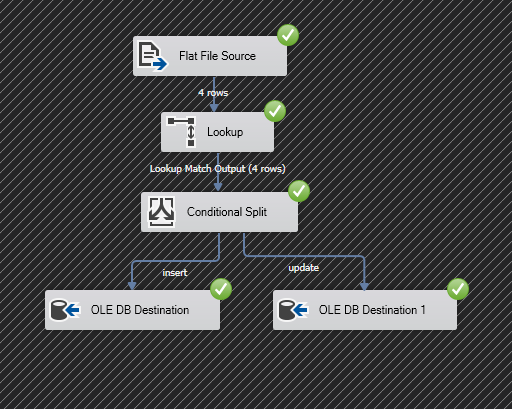 Flat File Source
4 rows
Lookup
Lookup Match Output (4 rows)
Conditional Split
insert
update
OLE DB Destination
OLE DB Destination 1